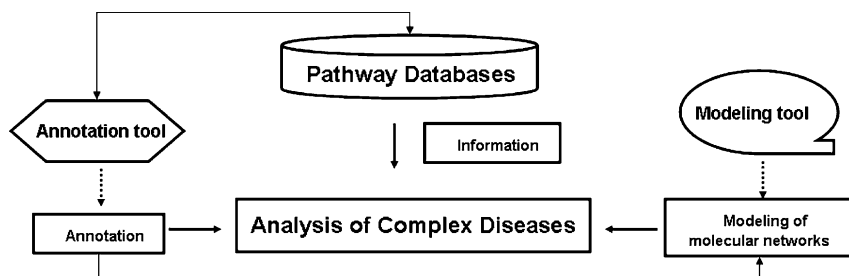 Pathway Databases
Annotation tool
Modeling tool
Information
Annotation
Analysis of Complex Diseases
Modeling of
molecular networks